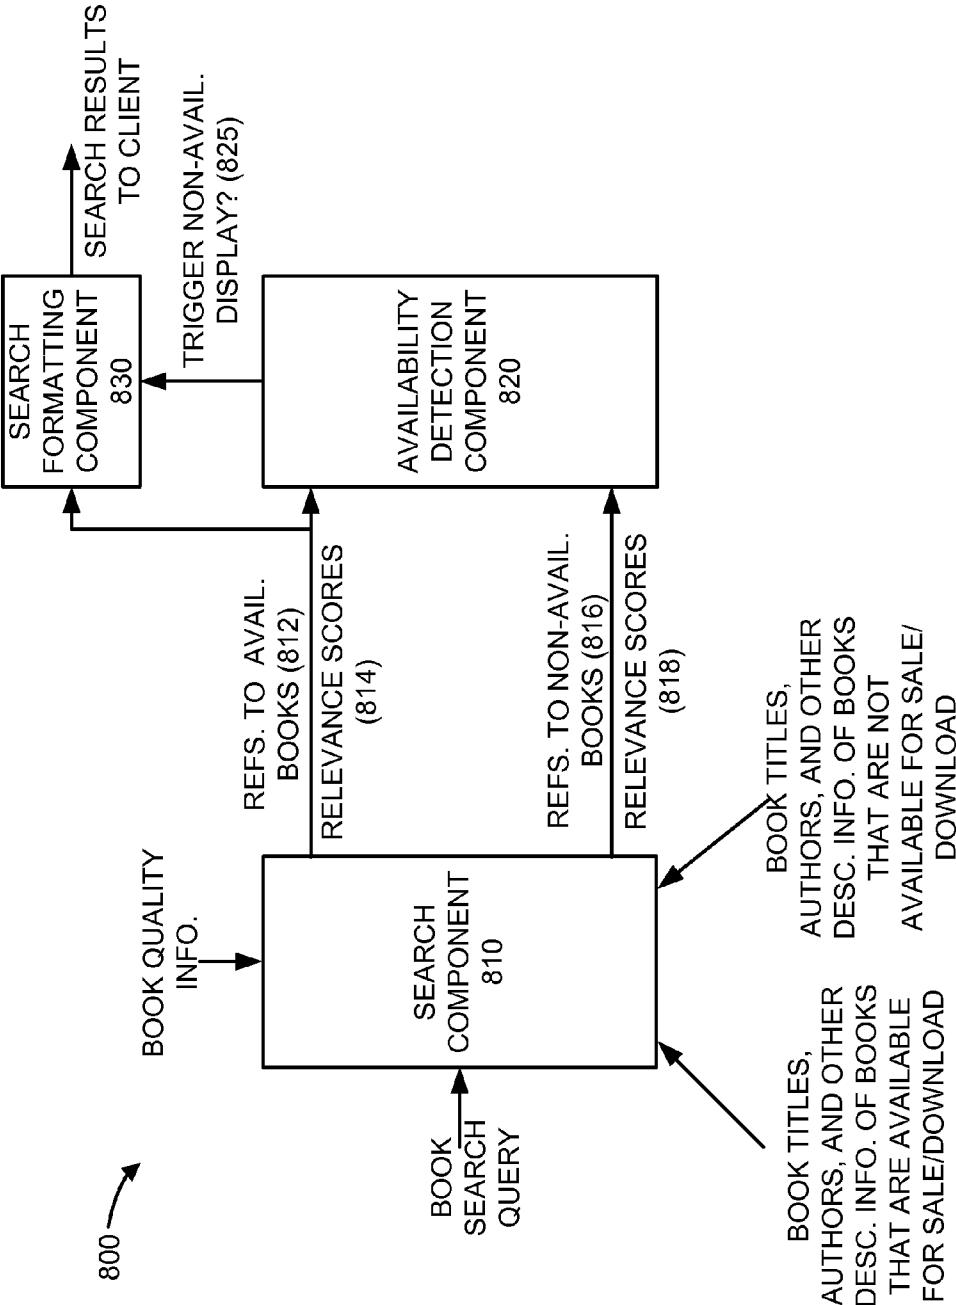 800
BOOK
SEARCH
QUERY
BOOK QUALITY
INFO.
SEARCH
COMPONENT
810
BOOK TITLES,
AUTHORS, AND OTHER
DESC. INFO. OF BOOKS
THAT ARE AVAILABLE
FOR SALE/DOWNLOAD
BOOK TITLES,
AUTHORS, AND OTHER
DESC. INFO. OF BOOKS
THAT ARE NOT
AVAILABLE FOR SALE/
DOWNLOAD
REFS. TO AVAIL.
BOOKS (812)
RELEVANCE SCORES
(814)
REFS. TO NON-AVAIL.
BOOKS (816)
RELEVANCE SCORES
(818)
AVAILABILITY
DETECTION
COMPONENT
820
TRIGGER NON-AVAIL.
DISPLAY? (825)
SEARCH
FORMATTING
COMPONENT
830
SEARCH RESULTS
TO CLIENT